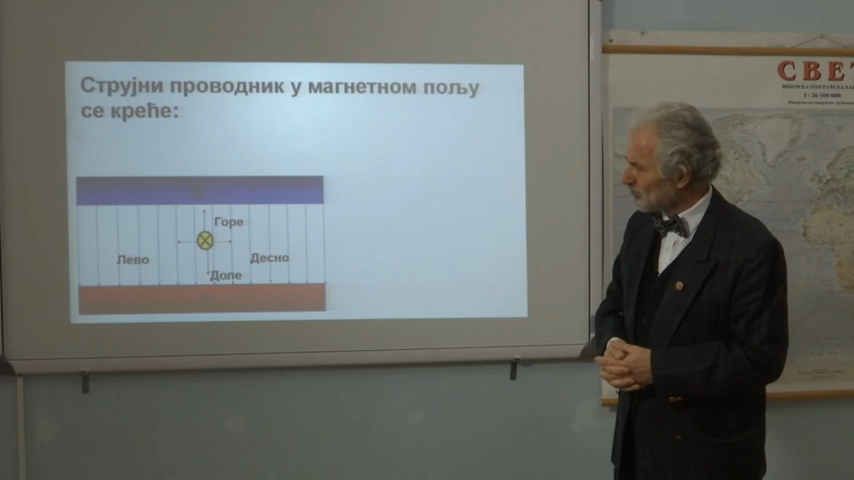 Струјни проводник у магнетном пољу
се креће:
Горе
Лево
Десно
Доле
СВЕТ
1 : 26 500 000